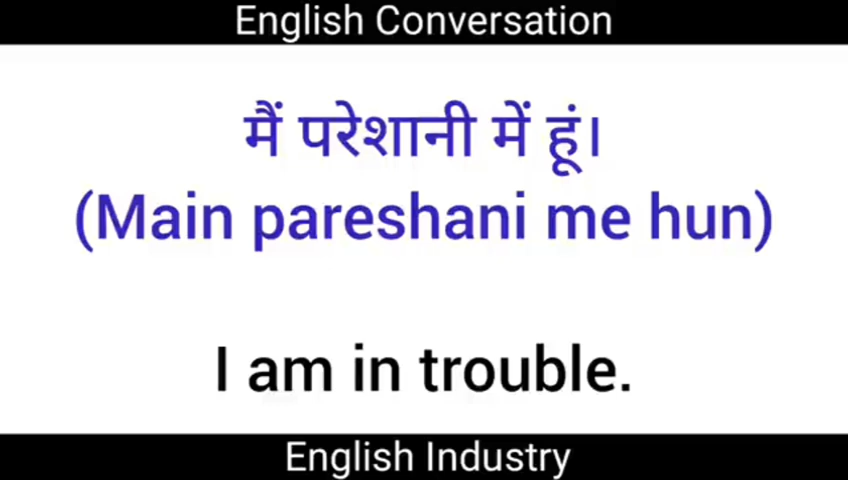 English Conversation
मैं परेशानी में हूं।
(Main pareshani me hun)
I am in trouble.
English Industry